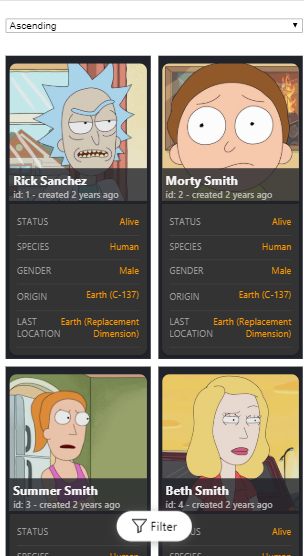 Ascending
Rick Sanchez
id: 1 - created 2 years ago
STATUS Alive
SPECIES Human
GENDER Male
ORIGIN Earth (C-137)
LAST LOCATION Earth (Replacement Dimension)
Morty Smith
id: 2 - created 2 years ago
STATUS Alive
SPECIES Human
GENDER Male
ORIGIN Earth (C-137)
LAST LOCATION Earth (Replacement Dimension)
Summer Smith
id: 3 - created 2 years ago
STATUS
Beth Smith
id: 4 - created 2 years ago
Alive
Filter